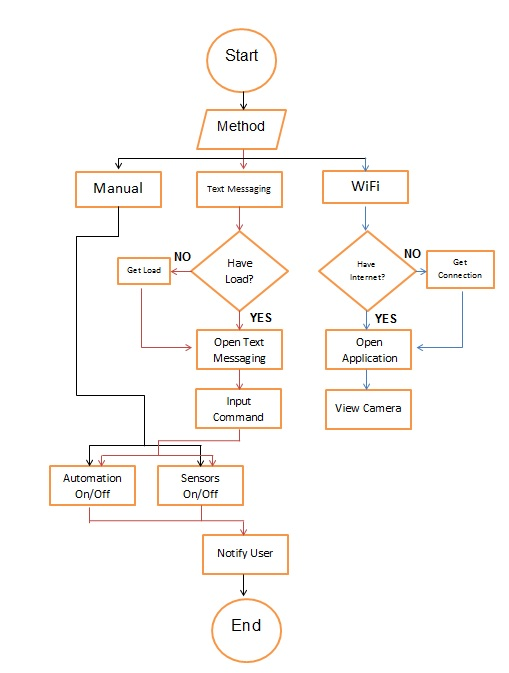 Start
Method
Manual
Text Messaging
WiFi
Have
Load?
NO
Get Load
YES
Have
Internet?
NO
Get
Connection
YES
Open Text
Messaging
Open
Application
Input
Command
View Camera
Automation
On/Off
Sensors
On/Off
Notify User
End